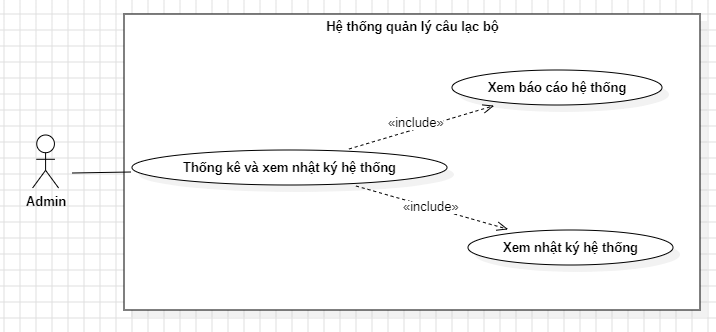 Hệ thống quản lý câu lạc bộ
Xem báo cáo hệ thống
«include»
Thống kê và xem nhật ký hệ thống
Admin
«include»
Xem nhật ký hệ thống